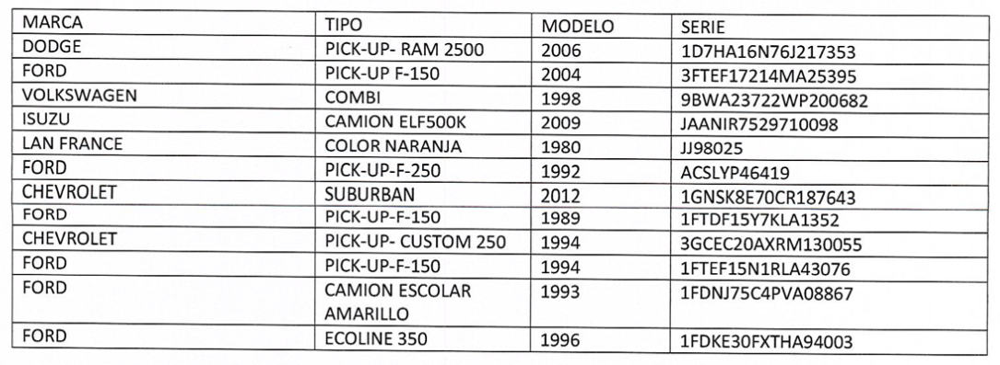 MARCA TIPO MODELO SERIE
DODGE PICK-UP- RAM 2500 2006 1D7HA16N76J217353
FORD PICK-UP F-150 2004 3FTEF17214MA25395
VOLKSWAGEN COMBI 1998 9BWA23722WP200682
ISUZU CAMION ELF500K 2009 JAANIR7529710098
LAN FRANCE COLOR NARANJA 1980 JJ98025
FORD PICK-UP-F-250 1992 ACSLYP46419
CHEVROLET SUBURBAN 2012 1GNSK8E70CR187643
FORD PICK-UP-F-150 1989 1FTDF15Y7KLA1352
CHEVROLET PICK-UP- CUSTOM 250 1994 3GCEC20AXRM130055
FORD PICK-UP-F-150 1994 1FTEF15N1RLA43076
FORD CAMION ESCOLAR 1993 1FDNJ75C4PVA08867
AMARILLO
FORD ECOLINE 350 1996 1FDKE30FXTHA94003